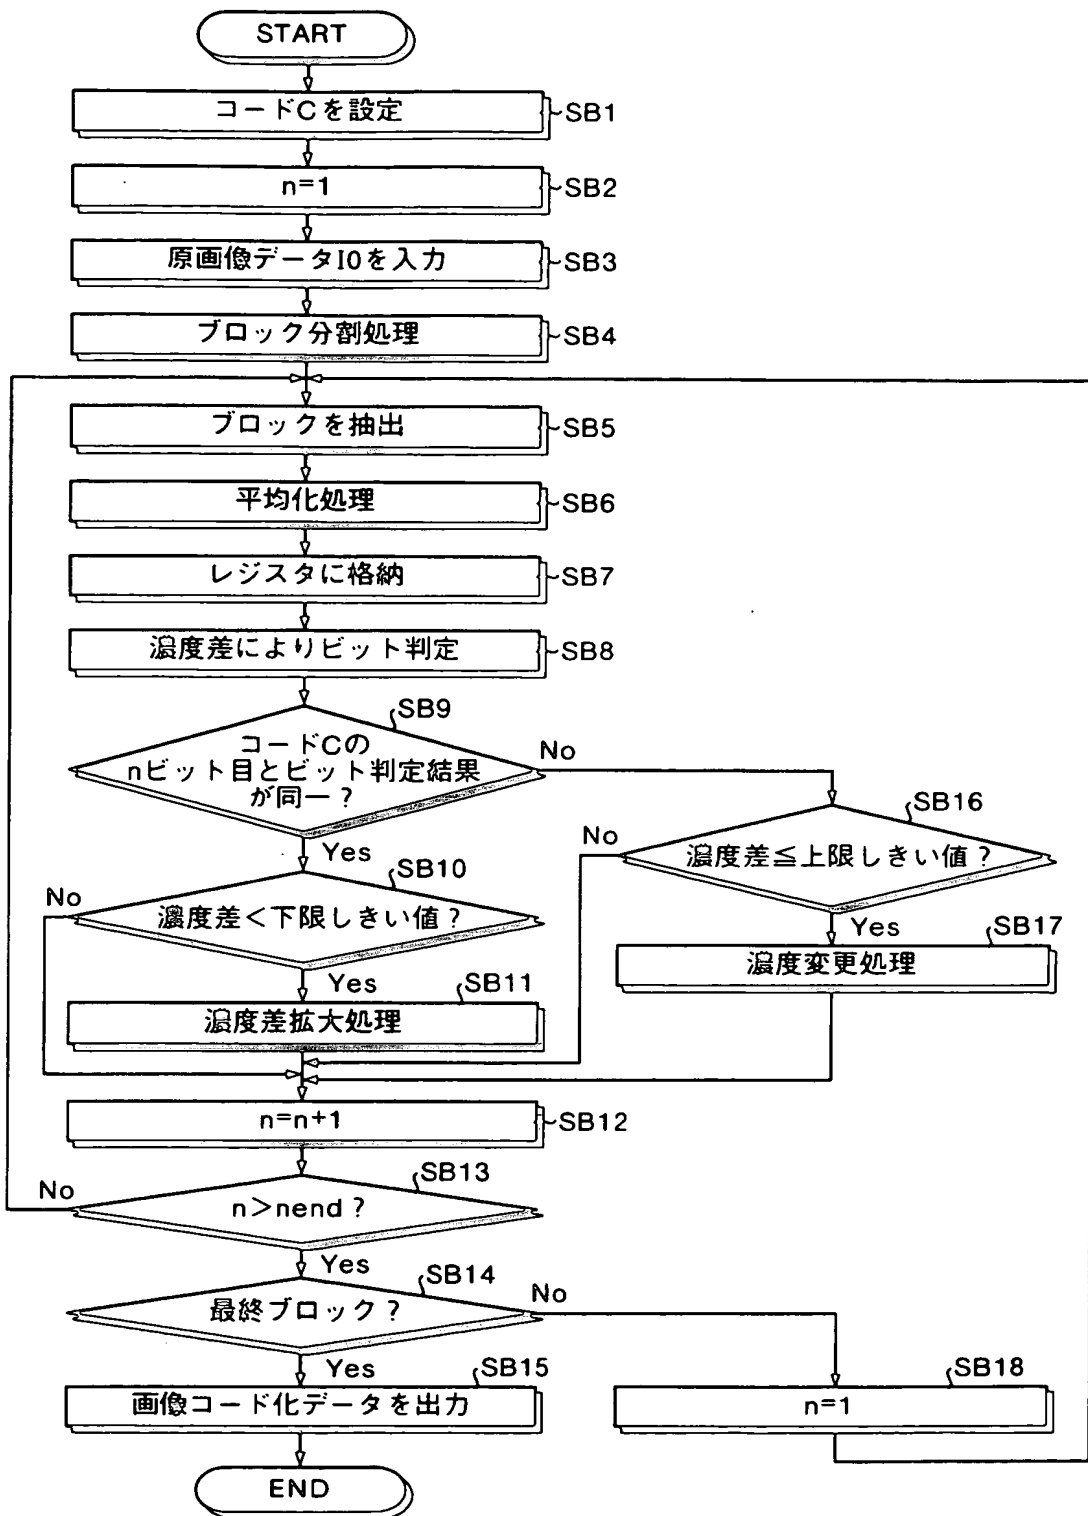 START
コードCを設定
SB1
n=1
SB2
原画像データI0を入力
SB3
ブロック分割処理
SB4
ブロックを抽出
SB5
平均化処理
SB6
レジスタに格納
SB7
濃度差によりビット判定
SB8
SB9
コードCの
nビット目とビット判定結果
が同一?
No
Yes
SB16
濃度差≦上限しきい値?
No
Yes
SB10
濃度差<下限しきい値?
No
Yes
SB17
濃度変更処理
SB11
濃度差拡大処理
n=n+1
SB12
SB13
n>nend?
No
Yes
SB14
最終ブロック?
No
Yes
SB15
画像コード化データを出力
SB18
n=1
END